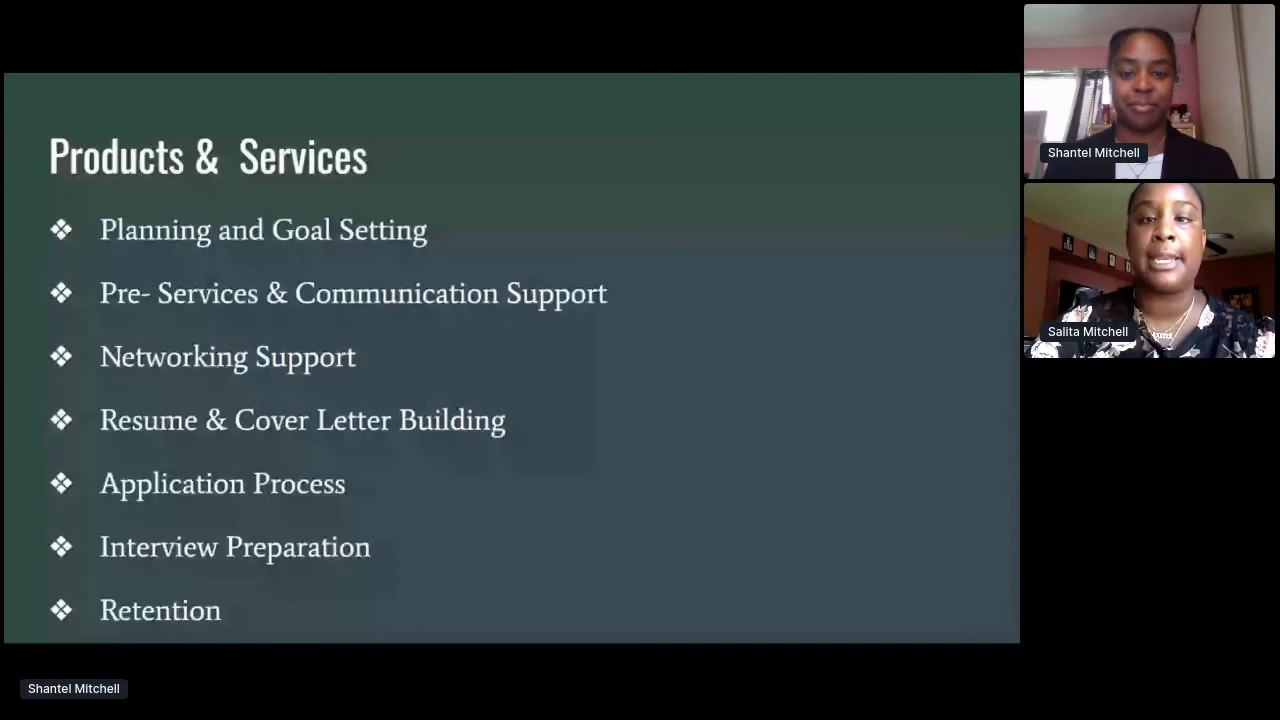 Products &  Services
❖ Planning and Goal Setting
❖ Pre- Services & Communication Support
❖ Networking Support
❖ Resume & Cover Letter Building
❖ Application Process
❖ Interview Preparation
❖ Retention
Shantel Mitchell
Salita Mitchell
Shantel Mitchell